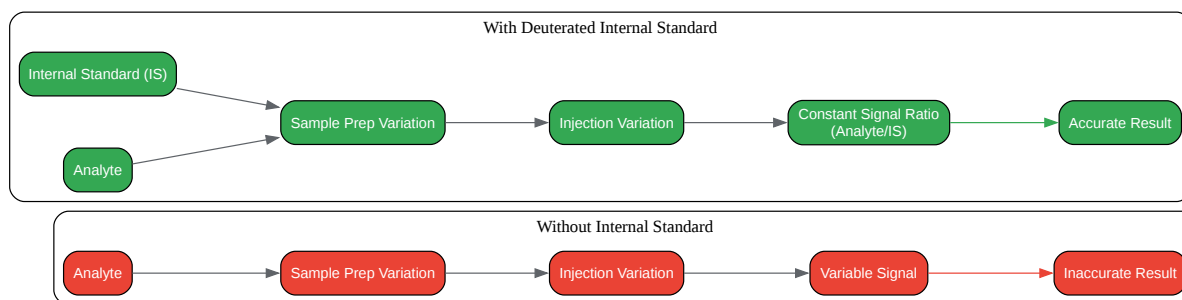 With Deuterated Internal Standard
Internal Standard (IS)
Analyte
Sample Prep Variation
Injection Variation
Constant Signal Ratio
(Analyte/IS)
Accurate Result
Without Internal Standard
Analyte
Sample Prep Variation
Injection Variation
Variable Signal
Inaccurate Result